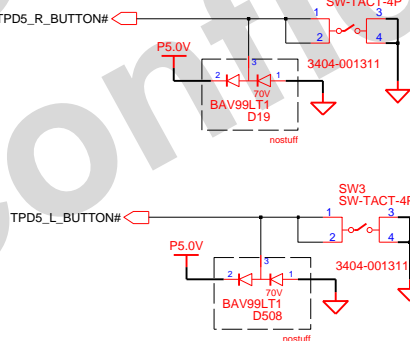 SW-TACT-4P
TPD5_R_BUTTON#
1
3
2
4
P5.0V
3404-001311
3
2
1
70V
BAV99LT1
D19
nostuff
SW3
SW-TACT-4P
TPD5_L_BUTTON#
1
3
2
4
P5.0V
3404-001311
3
2
1
70V
BAV99LT1
D508
nostuff